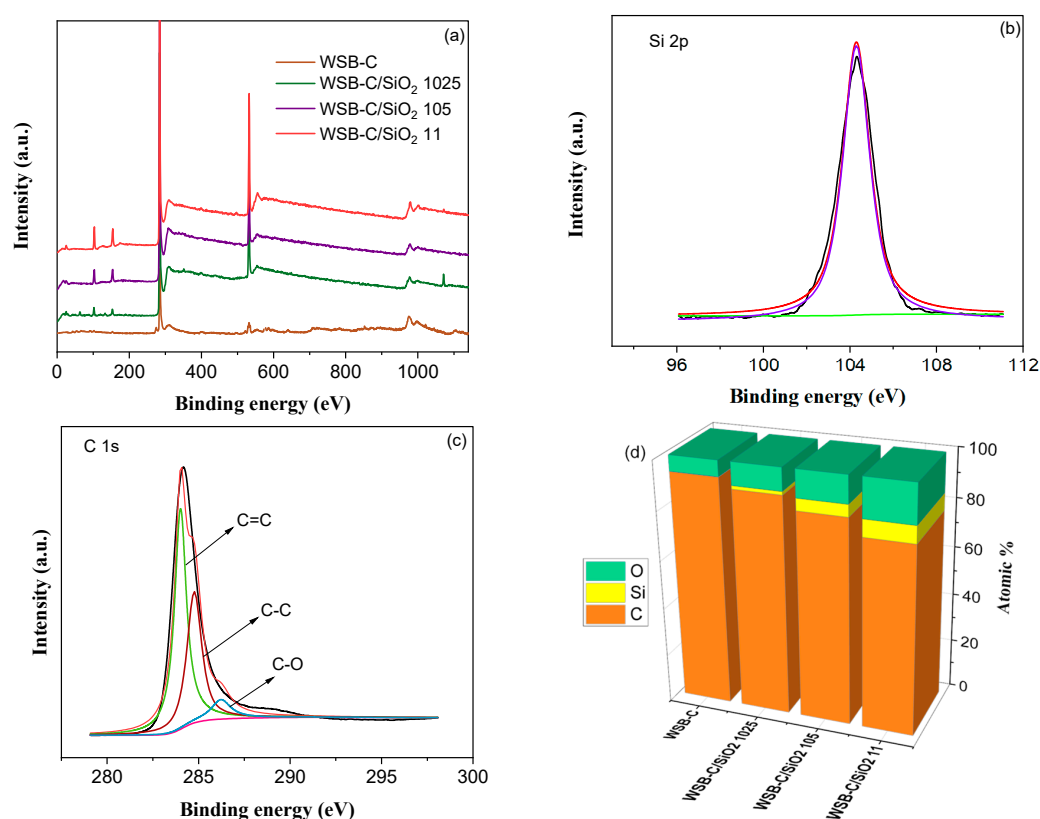 (a)
WSB-C
WSB-C/SiO₂ 1025
WSB-C/SiO₂ 105
WSB-C/SiO₂ 11
Intensity (a.u.)
0 200 400 600 800 1000
Binding energy (eV)
(b)
Si 2p
Intensity (a.u.)
96 100 104 108 112
Binding energy (eV)
(c)
C 1s
C=C
C-C
C-O
Intensity (a.u.)
280 285 290 295 300
Binding energy (eV)
(d)
O
Si
C
100
80
60
40
20
0
Atomic %
WSB-C
WSB-C/SiO2 1025
WSB-C/SiO2 105
WSB-C/SiO2 11